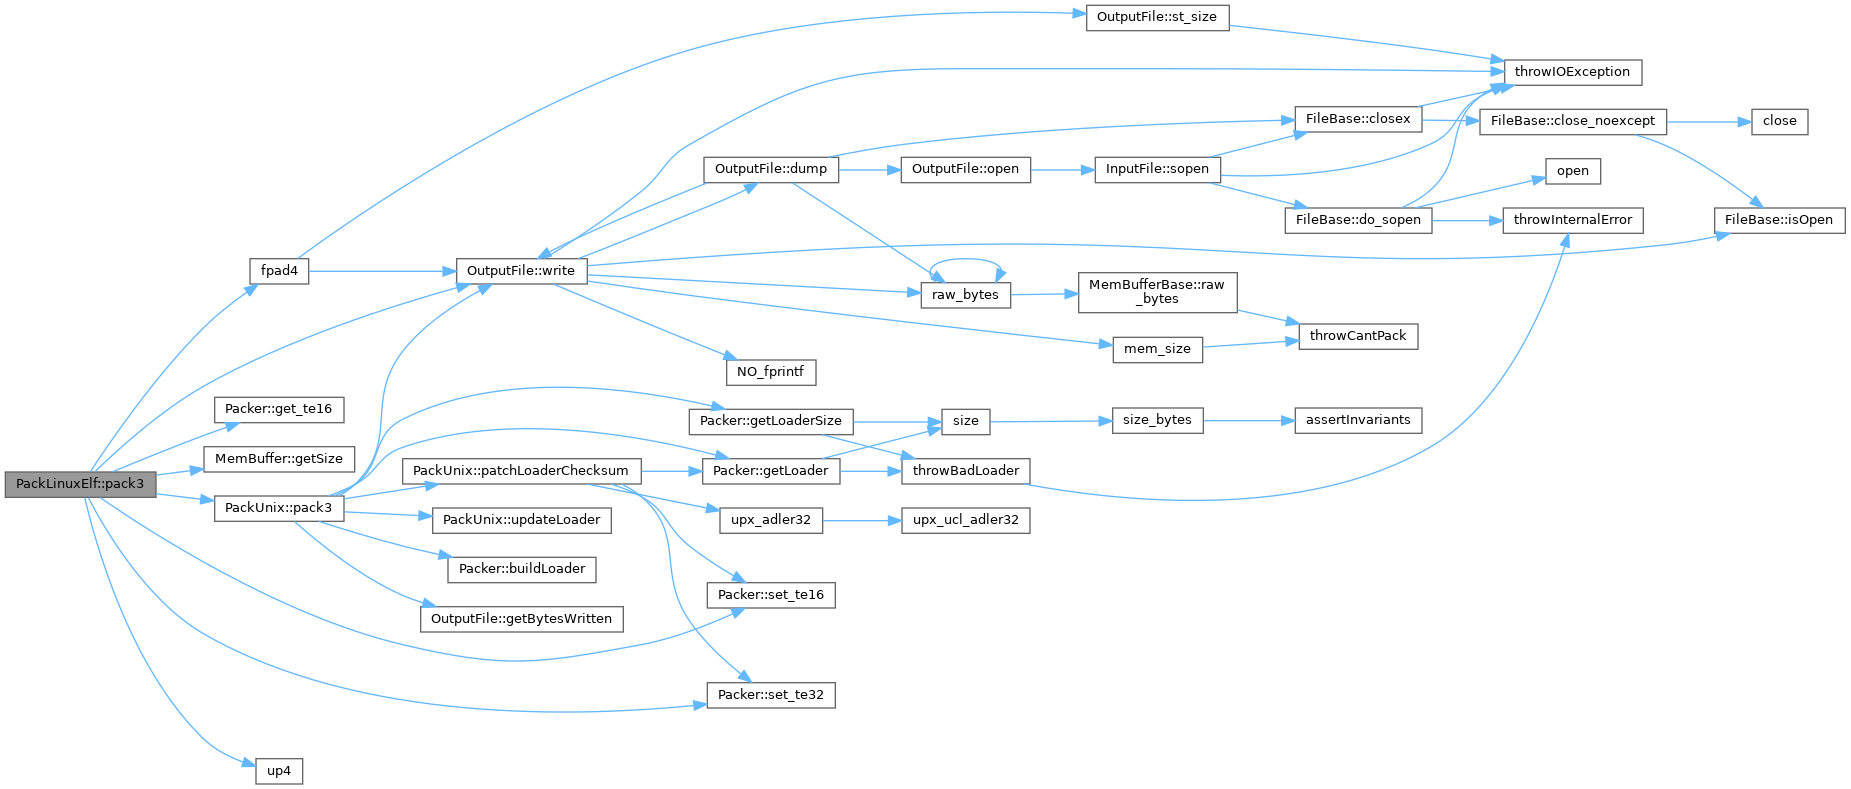 OutputFile::st_size
throwIOException
FileBase::closex
FileBase::close_noexcept
close
OutputFile::dump
OutputFile::open
InputFile::sopen
open
FileBase::do_sopen
throwInternalError
FileBase::isOpen
fpad4
OutputFile::write
raw_bytes
MemBufferBase::raw
_bytes
throwCantPack
mem_size
NO_fprintf
Packer::get_te16
Packer::getLoaderSize
size
size_bytes
assertInvariants
MemBuffer::getSize
PackLinuxElf::pack3
PackUnix::patchLoaderChecksum
Packer::getLoader
throwBadLoader
PackUnix::pack3
PackUnix::updateLoader
upx_adler32
upx_ucl_adler32
Packer::buildLoader
Packer::set_te16
OutputFile::getBytesWritten
Packer::set_te32
up4